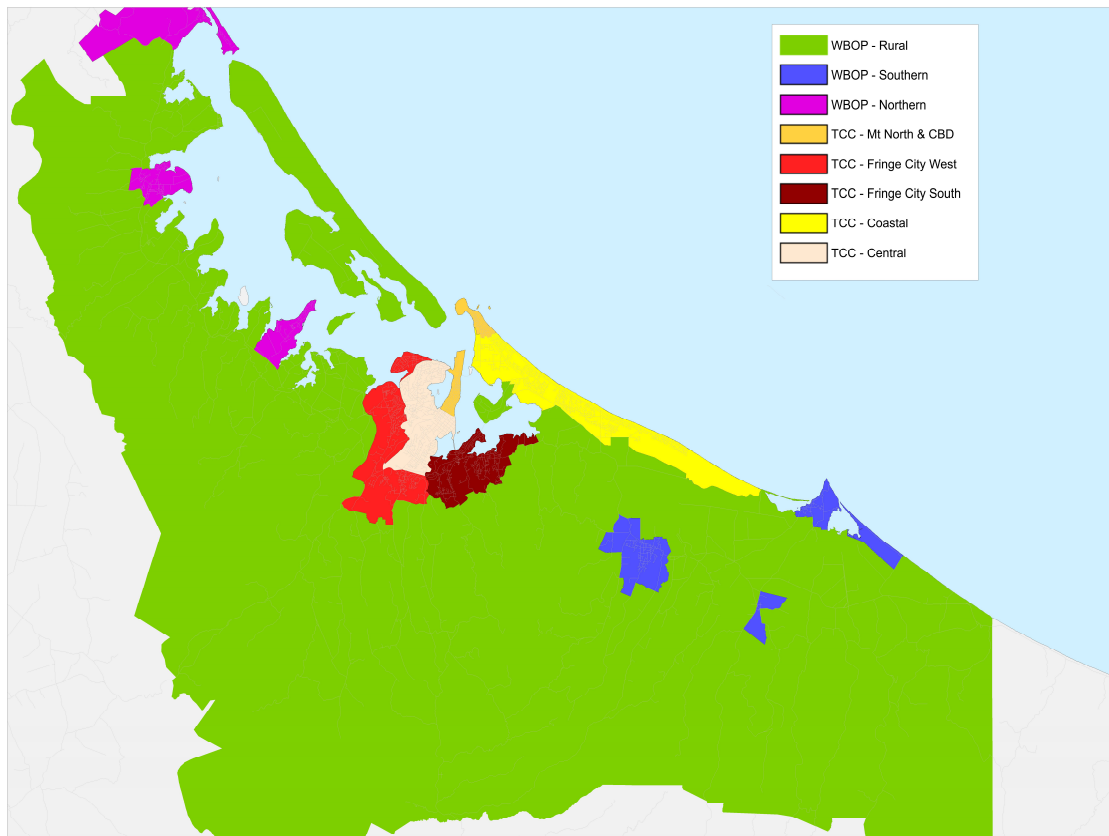 WBOP - Rural
WBOP - Southern
WBOP - Northern
TCC - Mt North & CBD
TCC - Fringe City West
TCC - Fringe City South
TCC - Coastal
TCC - Central